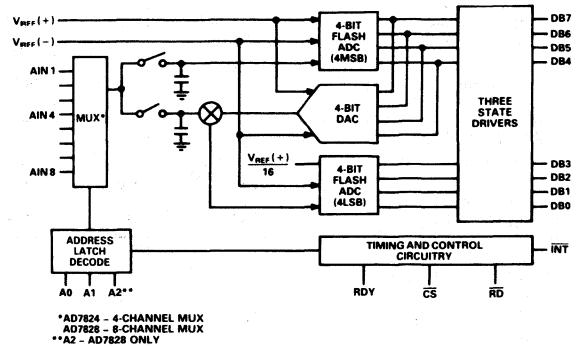 VREF(+)
VREF(−)
AIN 1
AIN 4
AIN 8
MUX*
4-BIT
FLASH
ADC
(4MSB)
4-BIT
DAC
VREF(+)
16
4-BIT
FLASH
ADC
(4LSB)
THREE
STATE
DRIVERS
DB7
DB6
DB5
DB4
DB3
DB2
DB1
DB0
ADDRESS
LATCH
DECODE
TIMING AND CONTROL
CIRCUITRY
INT
A0 A1 A2**
RDY CS RD
*AD7824 – 4-CHANNEL MUX
AD7828 – 8-CHANNEL MUX
**A2 – AD7828 ONLY